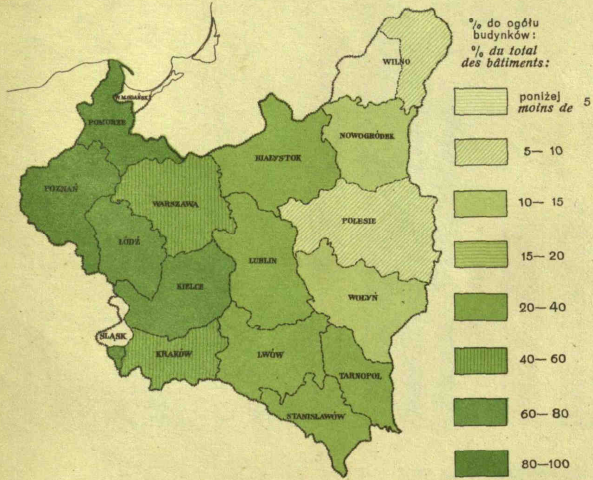 % do ogółu
budynków:
% du total
des bâtiments:
poniżej
moins de 5
5—10
10—15
15—20
20—40
40—60
60—80
80—100
WILNO
POMORZE
NOWOGRÓDEK
BIAŁYSTOK
POZNAŃ
WARSZAWA
POLESIE
ŁÓDŹ
LUBLIN
KIELCE
WOŁYŃ
ŚLĄSK
KRAKÓW
LWÓW
TARNOPOL
STANISŁAWÓW